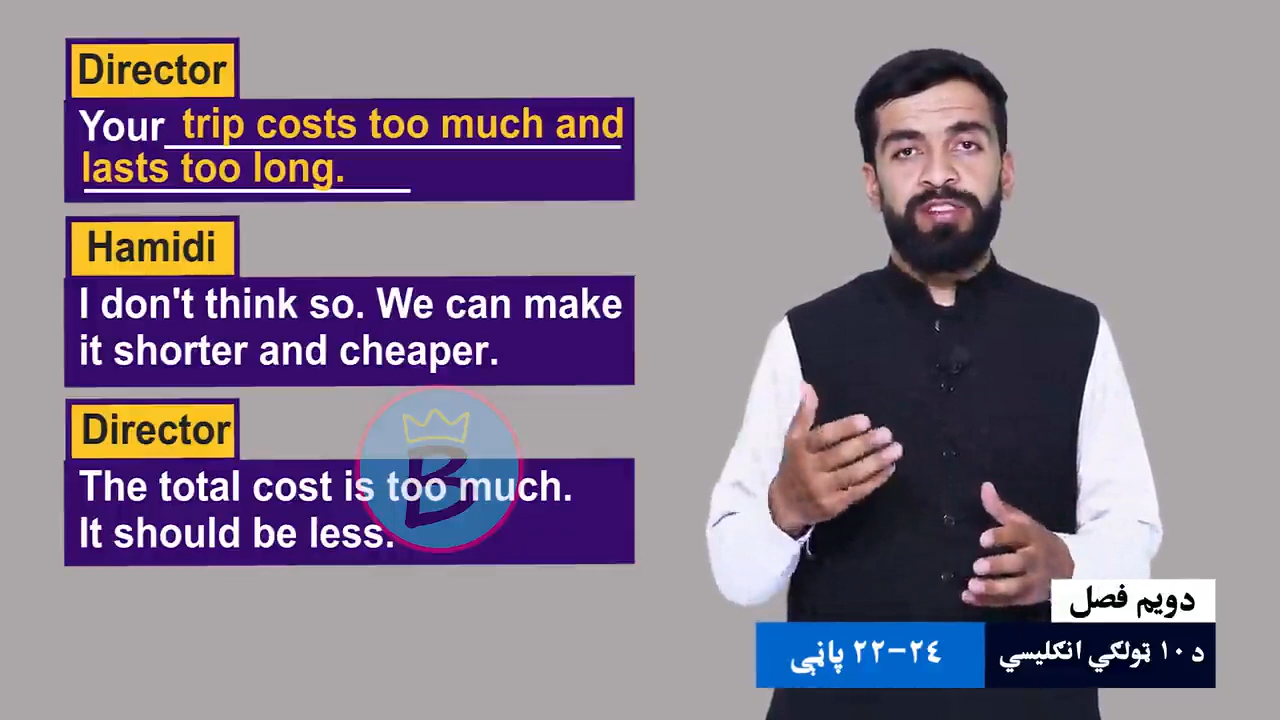 Director
Your trip costs too much and
lasts too long.
Hamidi
I don't think so. We can make
it shorter and cheaper.
Director
The total cost is too much.
It should be less.
B
دویم فصل
د ۱۰ ټولګي انګلیسي
۲۲-۲٤ پاڼې